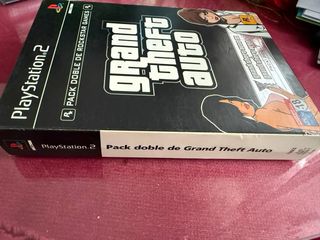 PlayStation®2
PACK DOBLE DE ROCKSTAR GAMES
grand
theft
auto
PlayStation®2
Pack doble de Grand Theft Auto